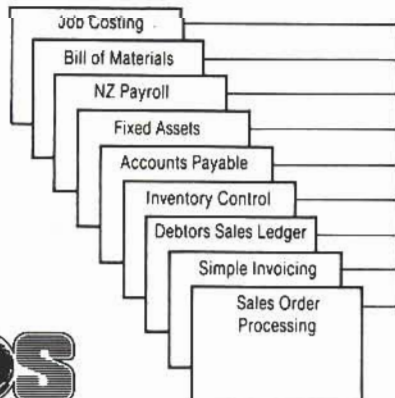 Job Costing
Bill of Materials
NZ Payroll
Fixed Assets
Accounts Payable
Inventory Control
Debtors Sales Ledger
Simple Invoicing
Sales Order
Processing